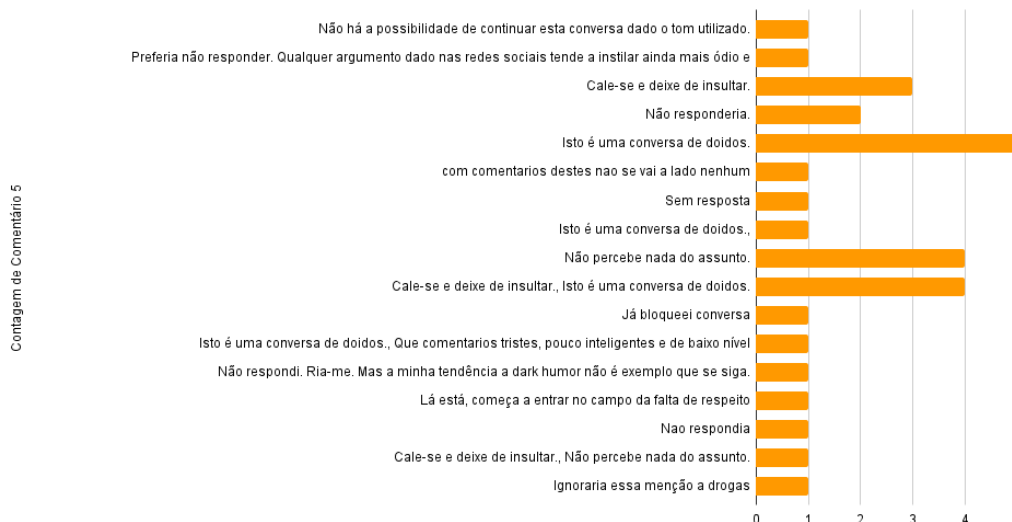 Não há a possibilidade de continuar esta conversa dado o tom utilizado.
Preferia não responder. Qualquer argumento dado nas redes sociais tende a instilar ainda mais ódio e
Cale-se e deixe de insultar.
Não responderia.
Isto é uma conversa de doidos.
com comentarios destes nao se vai a lado nenhum
Sem resposta
Isto é uma conversa de doidos.,
Não percebe nada do assunto.
Cale-se e deixe de insultar., Isto é uma conversa de doidos.
Já bloqueei conversa
Isto é uma conversa de doidos., Que comentarios tristes, pouco inteligentes e de baixo nível
Não respondi. Ria-me. Mas a minha tendência a dark humor não é exemplo que se siga.
Lá está, começa a entrar no campo da falta de respeito
Nao respondia
Cale-se e deixe de insultar., Não percebe nada do assunto.
Ignoraria essa menção a drogas
Contagem de Comentário 5
0 1 2 3 4